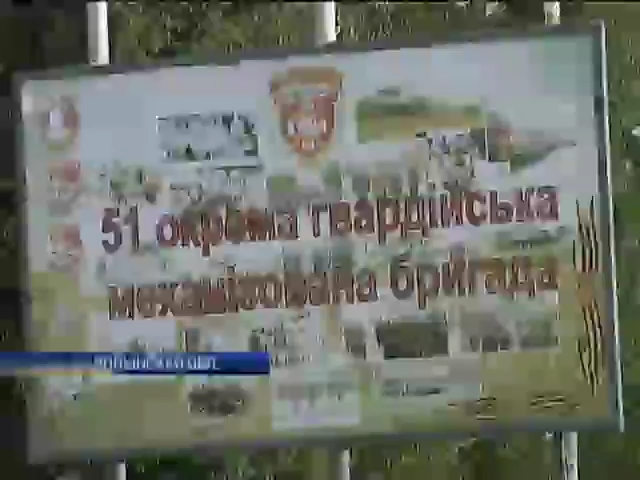 51 окрема гвардійська
механізована бригада